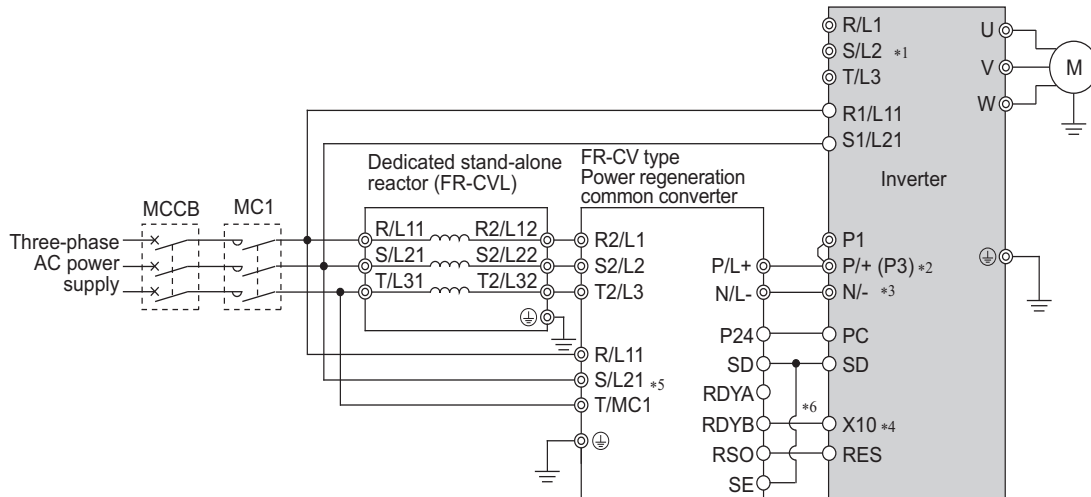 R/L1
S/L2 *1
T/L3
U
V
W
M
R1/L11
S1/L21
Inverter
Dedicated stand-alone
reactor (FR-CVL)
FR-CV type
Power regeneration
common converter
MCCB
MC1
Three-phase
AC power
supply
R/L11
R2/L12
S/L21
S2/L22
T/L31
T2/L32
R2/L1
S2/L2
T2/L3
P/L+
N/L-
P1
P/+ (P3) *2
N/- *3
P24
PC
SD
SD
R/L11
S/L21 *5
T/MC1
RDYA
*6
RDYB
X10 *4
RSO
RES
SE